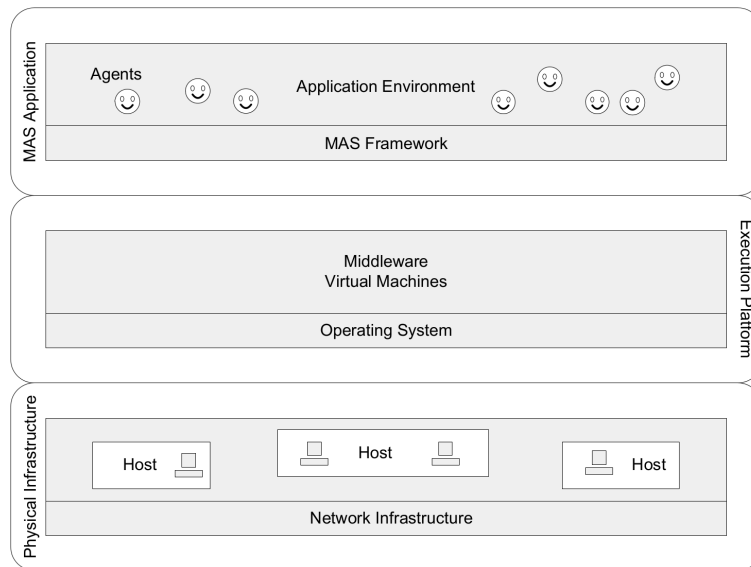 MAS Application
Agents
Application Environment
MAS Framework
Execution Platform
Middleware
Virtual Machines
Operating System
Physical Infrastructure
Host
Host
Host
Network Infrastructure